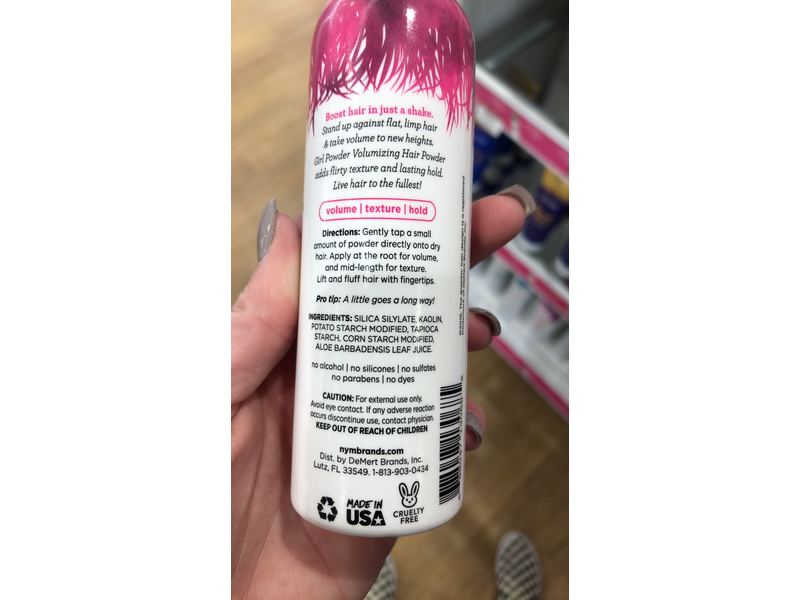 Boost hair in just a shake.
Stand up against flat, limp hair
& take volume to new heights.
Girl Powder Volumizing Hair Powder
adds flirty texture and lasting hold.
Live hair to the fullest!
volume | texture | hold
Directions: Gently tap a small
amount of powder directly onto dry
hair. Apply at the root for volume,
and mid-length for texture.
Lift and fluff hair with fingertips.
Pro tip: A little goes a long way!
INGREDIENTS: SILICA SILYLATE, KAOLIN,
POTATO STARCH MODIFIED, TAPIOCA
STARCH, CORN STARCH MODIFIED,
ALOE BARBADENSIS LEAF JUICE.
no alcohol | no silicones | no sulfates
no parabens | no dyes
CAUTION: For external use only.
Avoid eye contact. If any adverse reaction
occurs discontinue use, contact physician.
KEEP OUT OF REACH OF CHILDREN
nymbrands.com
Dist. by DeMert Brands, Inc.
Lutz, FL 33549. 1-813-903-0434
MADE IN
USA
CRUELTY
FREE